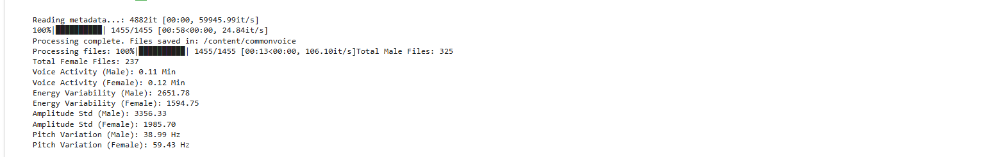 Reading metadata...: 4882it [00:00, 59945.99it/s]
100%|██████████| 1455/1455 [00:58<00:00, 24.84it/s]
Processing complete. Files saved in: /content/commonvoice
Processing files: 100%|██████████| 1455/1455 [00:13<00:00, 106.10it/s]Total Male Files: 325
Total Female Files: 237
Voice Activity (Male): 0.11 Min
Voice Activity (Female): 0.12 Min
Energy Variability (Male): 2651.78
Energy Variability (Female): 1594.75
Amplitude Std (Male): 3356.33
Amplitude Std (Female): 1985.70
Pitch Variation (Male): 38.99 Hz
Pitch Variation (Female): 59.43 Hz